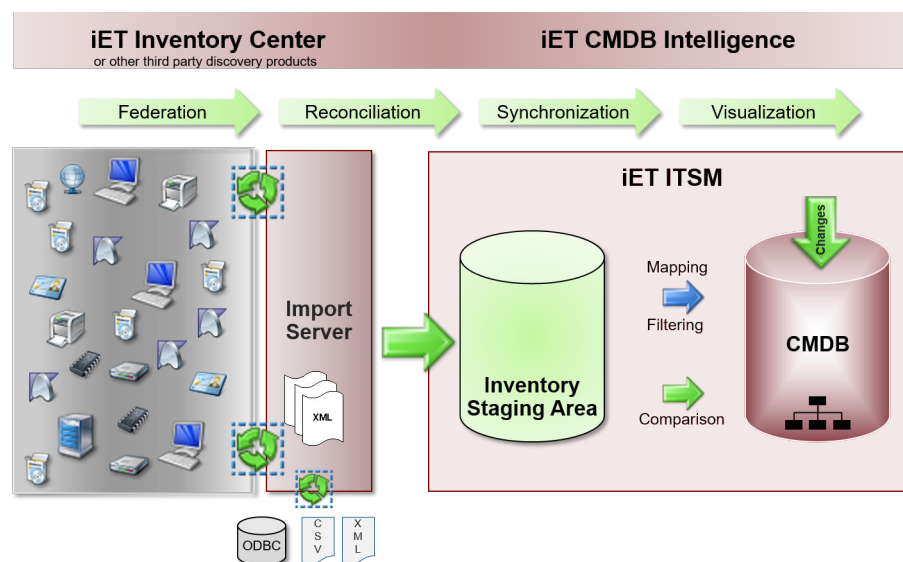 iET Inventory Center
or other third party discovery products
iET CMDB Intelligence
Federation
Reconciliation
Synchronization
Visualization
iET ITSM
Changes
Import
Server
XML
Inventory
Staging Area
Mapping
Filtering
Comparison
CMDB
ODBC
C
S
V
X
M
L